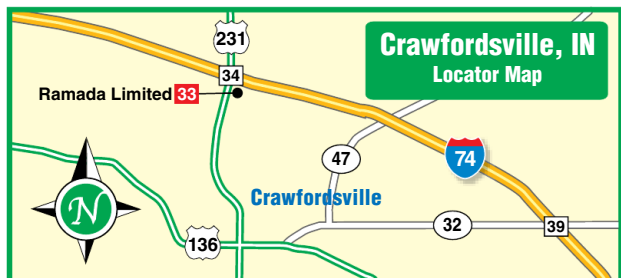 231
Crawfordsville, IN
Locator Map
34
Ramada Limited 33
47
74
Crawfordsville
N
32
39
136